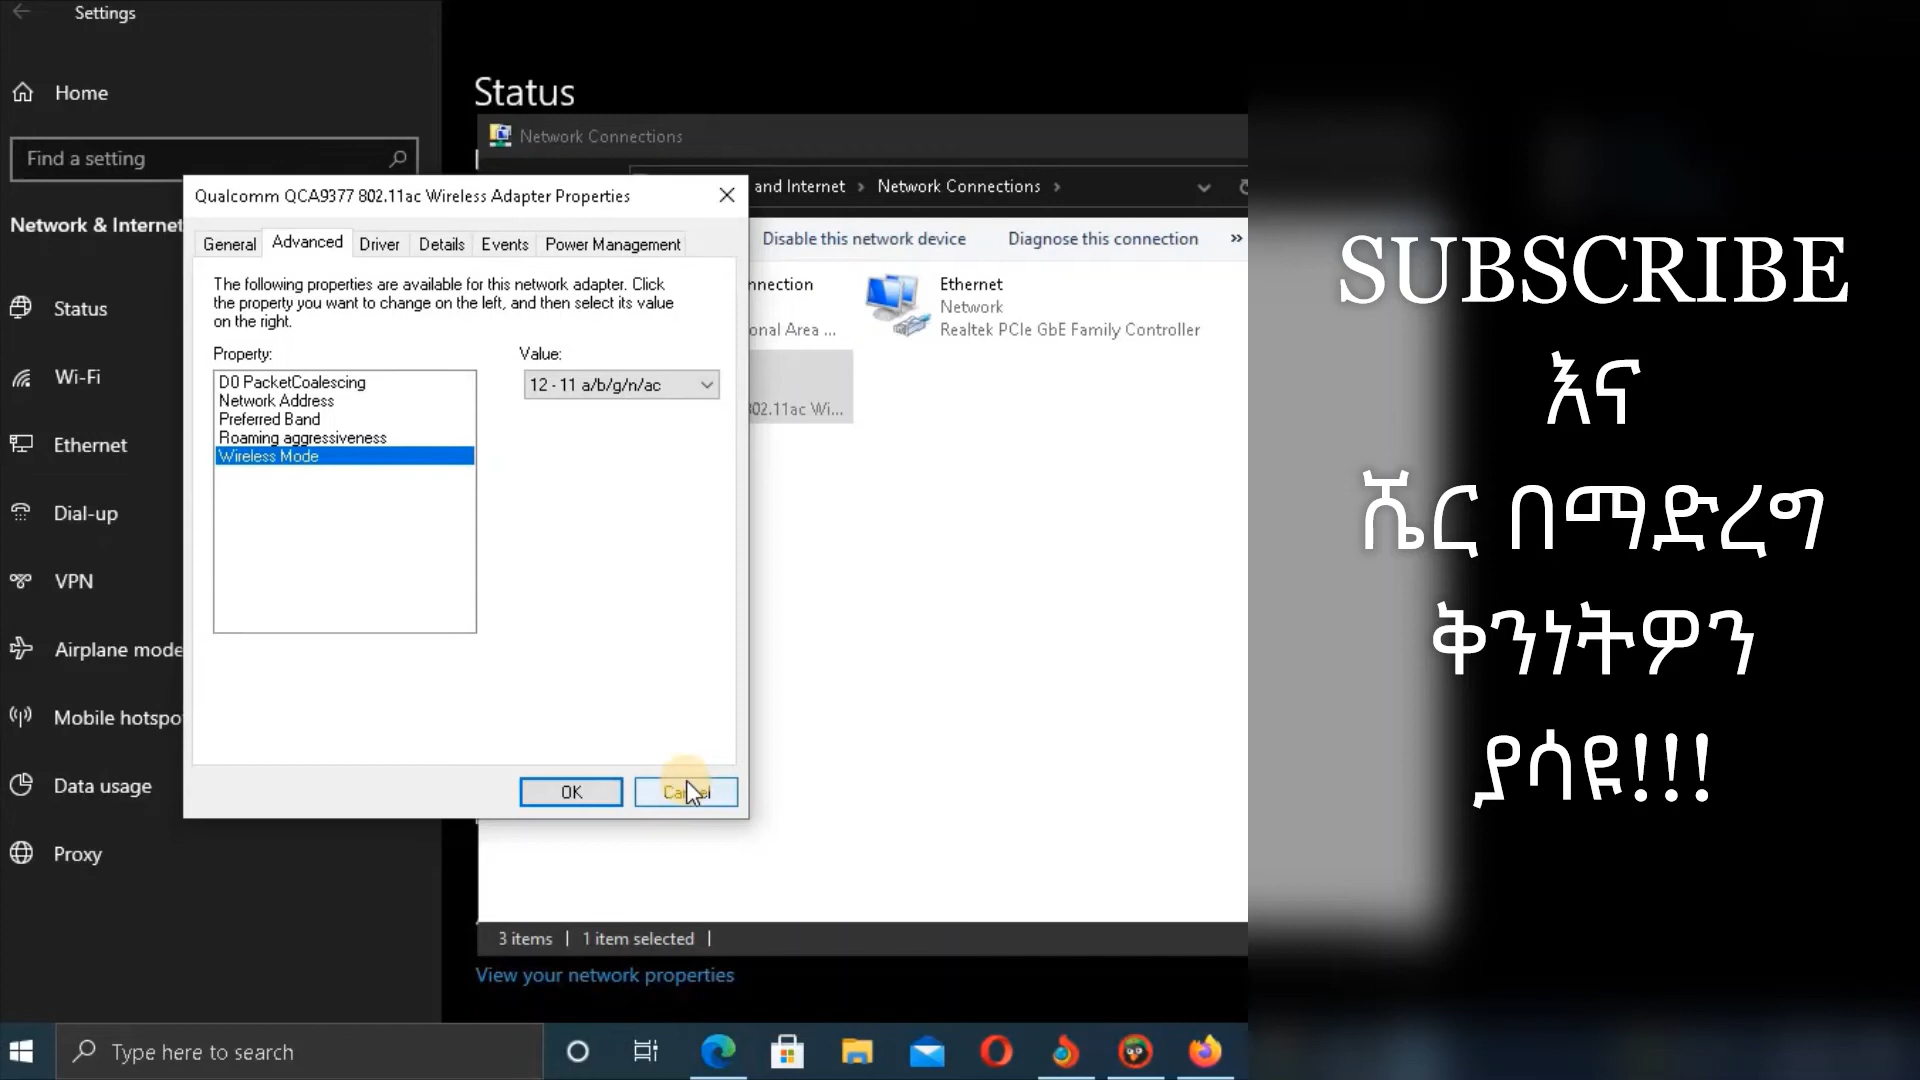 Settings
Home
Find a setting
Network & Internet
Status
Wi-Fi
Ethernet
Dial-up
VPN
Airplane mode
Mobile hotspo
Data usage
Proxy
Status
Network Connections
and Internet > Network Connections >
Disable this network device Diagnose this connection »
nnection
onal Area ...
Ethernet
Network
Realtek PCIe GbE Family Controller
802.11ac Wi...
Qualcomm QCA9377 802.11ac Wireless Adapter Properties
General Advanced Driver Details Events Power Management
The following properties are available for this network adapter. Click
the property you want to change on the left, and then select its value
on the right.
Property:
Value:
D0 PacketCoalescing
Network Address
Preferred Band
Roaming aggressiveness
Wireless Mode
12 - 11 a/b/g/n/ac
OK
3 items | 1 item selected |
View your network properties
Type here to search
SUBSCRIBE
እና
ሼር በማድረግ
ቅንነትዎን
ያሳዩ!!!